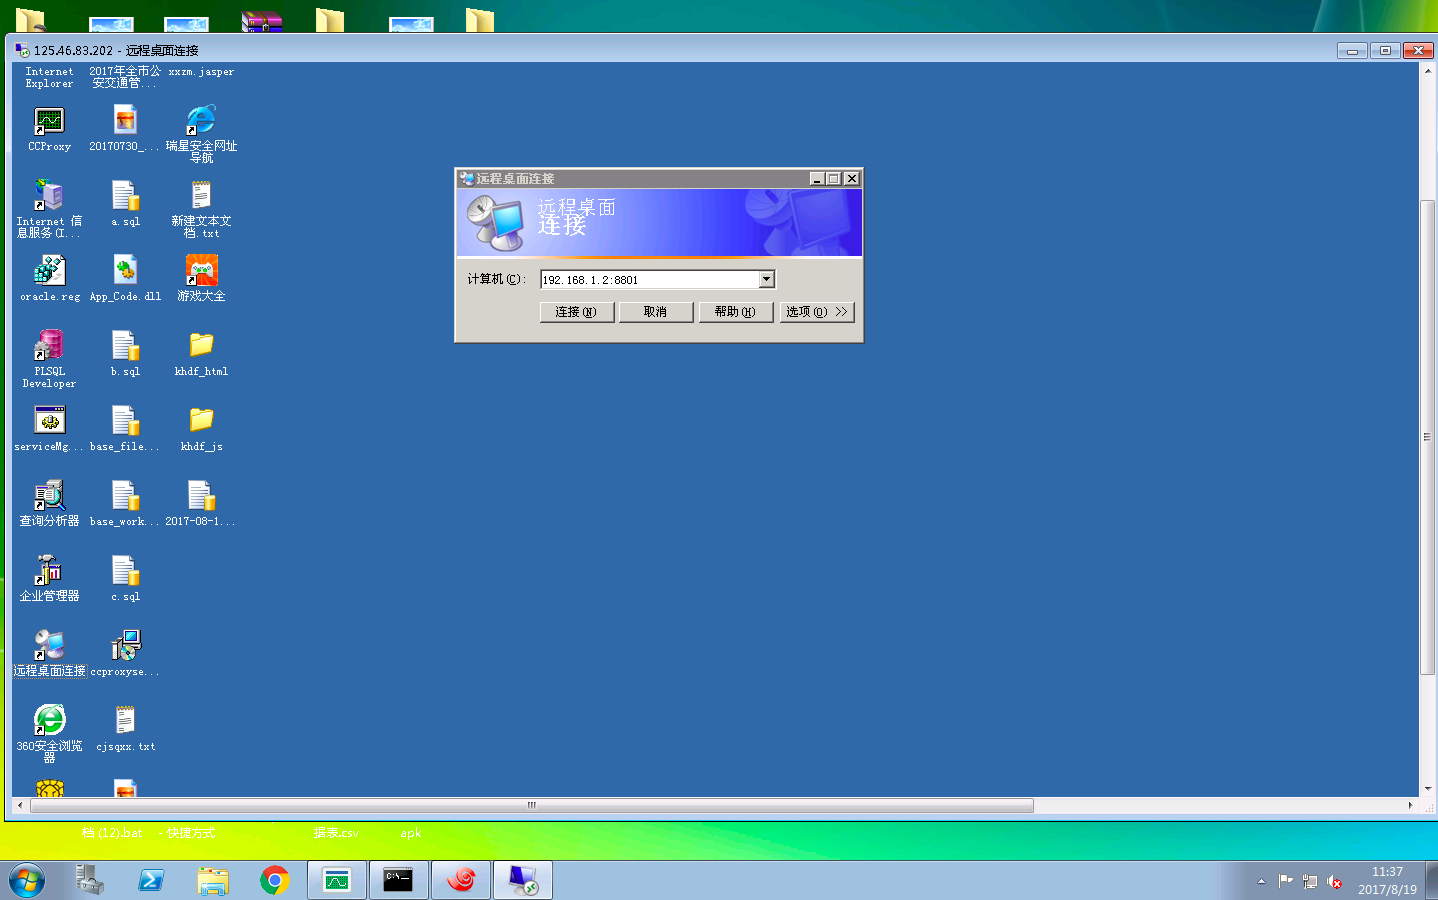 125.46.83.202 - 远程桌面连接
Internet
Explorer
2017年全市公
安交通管...
xxzm.jasper
CCProxy
20170730_...
瑞星安全网址
导航
Internet 信
息服务(I...
a.sql
新建文本文
档.txt
oracle.reg
App_Code.dll
游戏大全
PLSQL
Developer
b.sql
khdf_html
serviceMg...
base_file...
khdf_js
查询分析器
base_work...
2017-08-1...
企业管理器
c.sql
远程桌面连接
ccproxyse...
360安全浏览
器
cjsqxx.txt
远程桌面连接
远程桌面
连接
计算机(C):
192.168.1.2:8801
连接(N)
取消
帮助(H)
选项(O) >>
档 (12).bat
- 快捷方式
据表.csv
apk
C:\_
11:37
2017/8/19